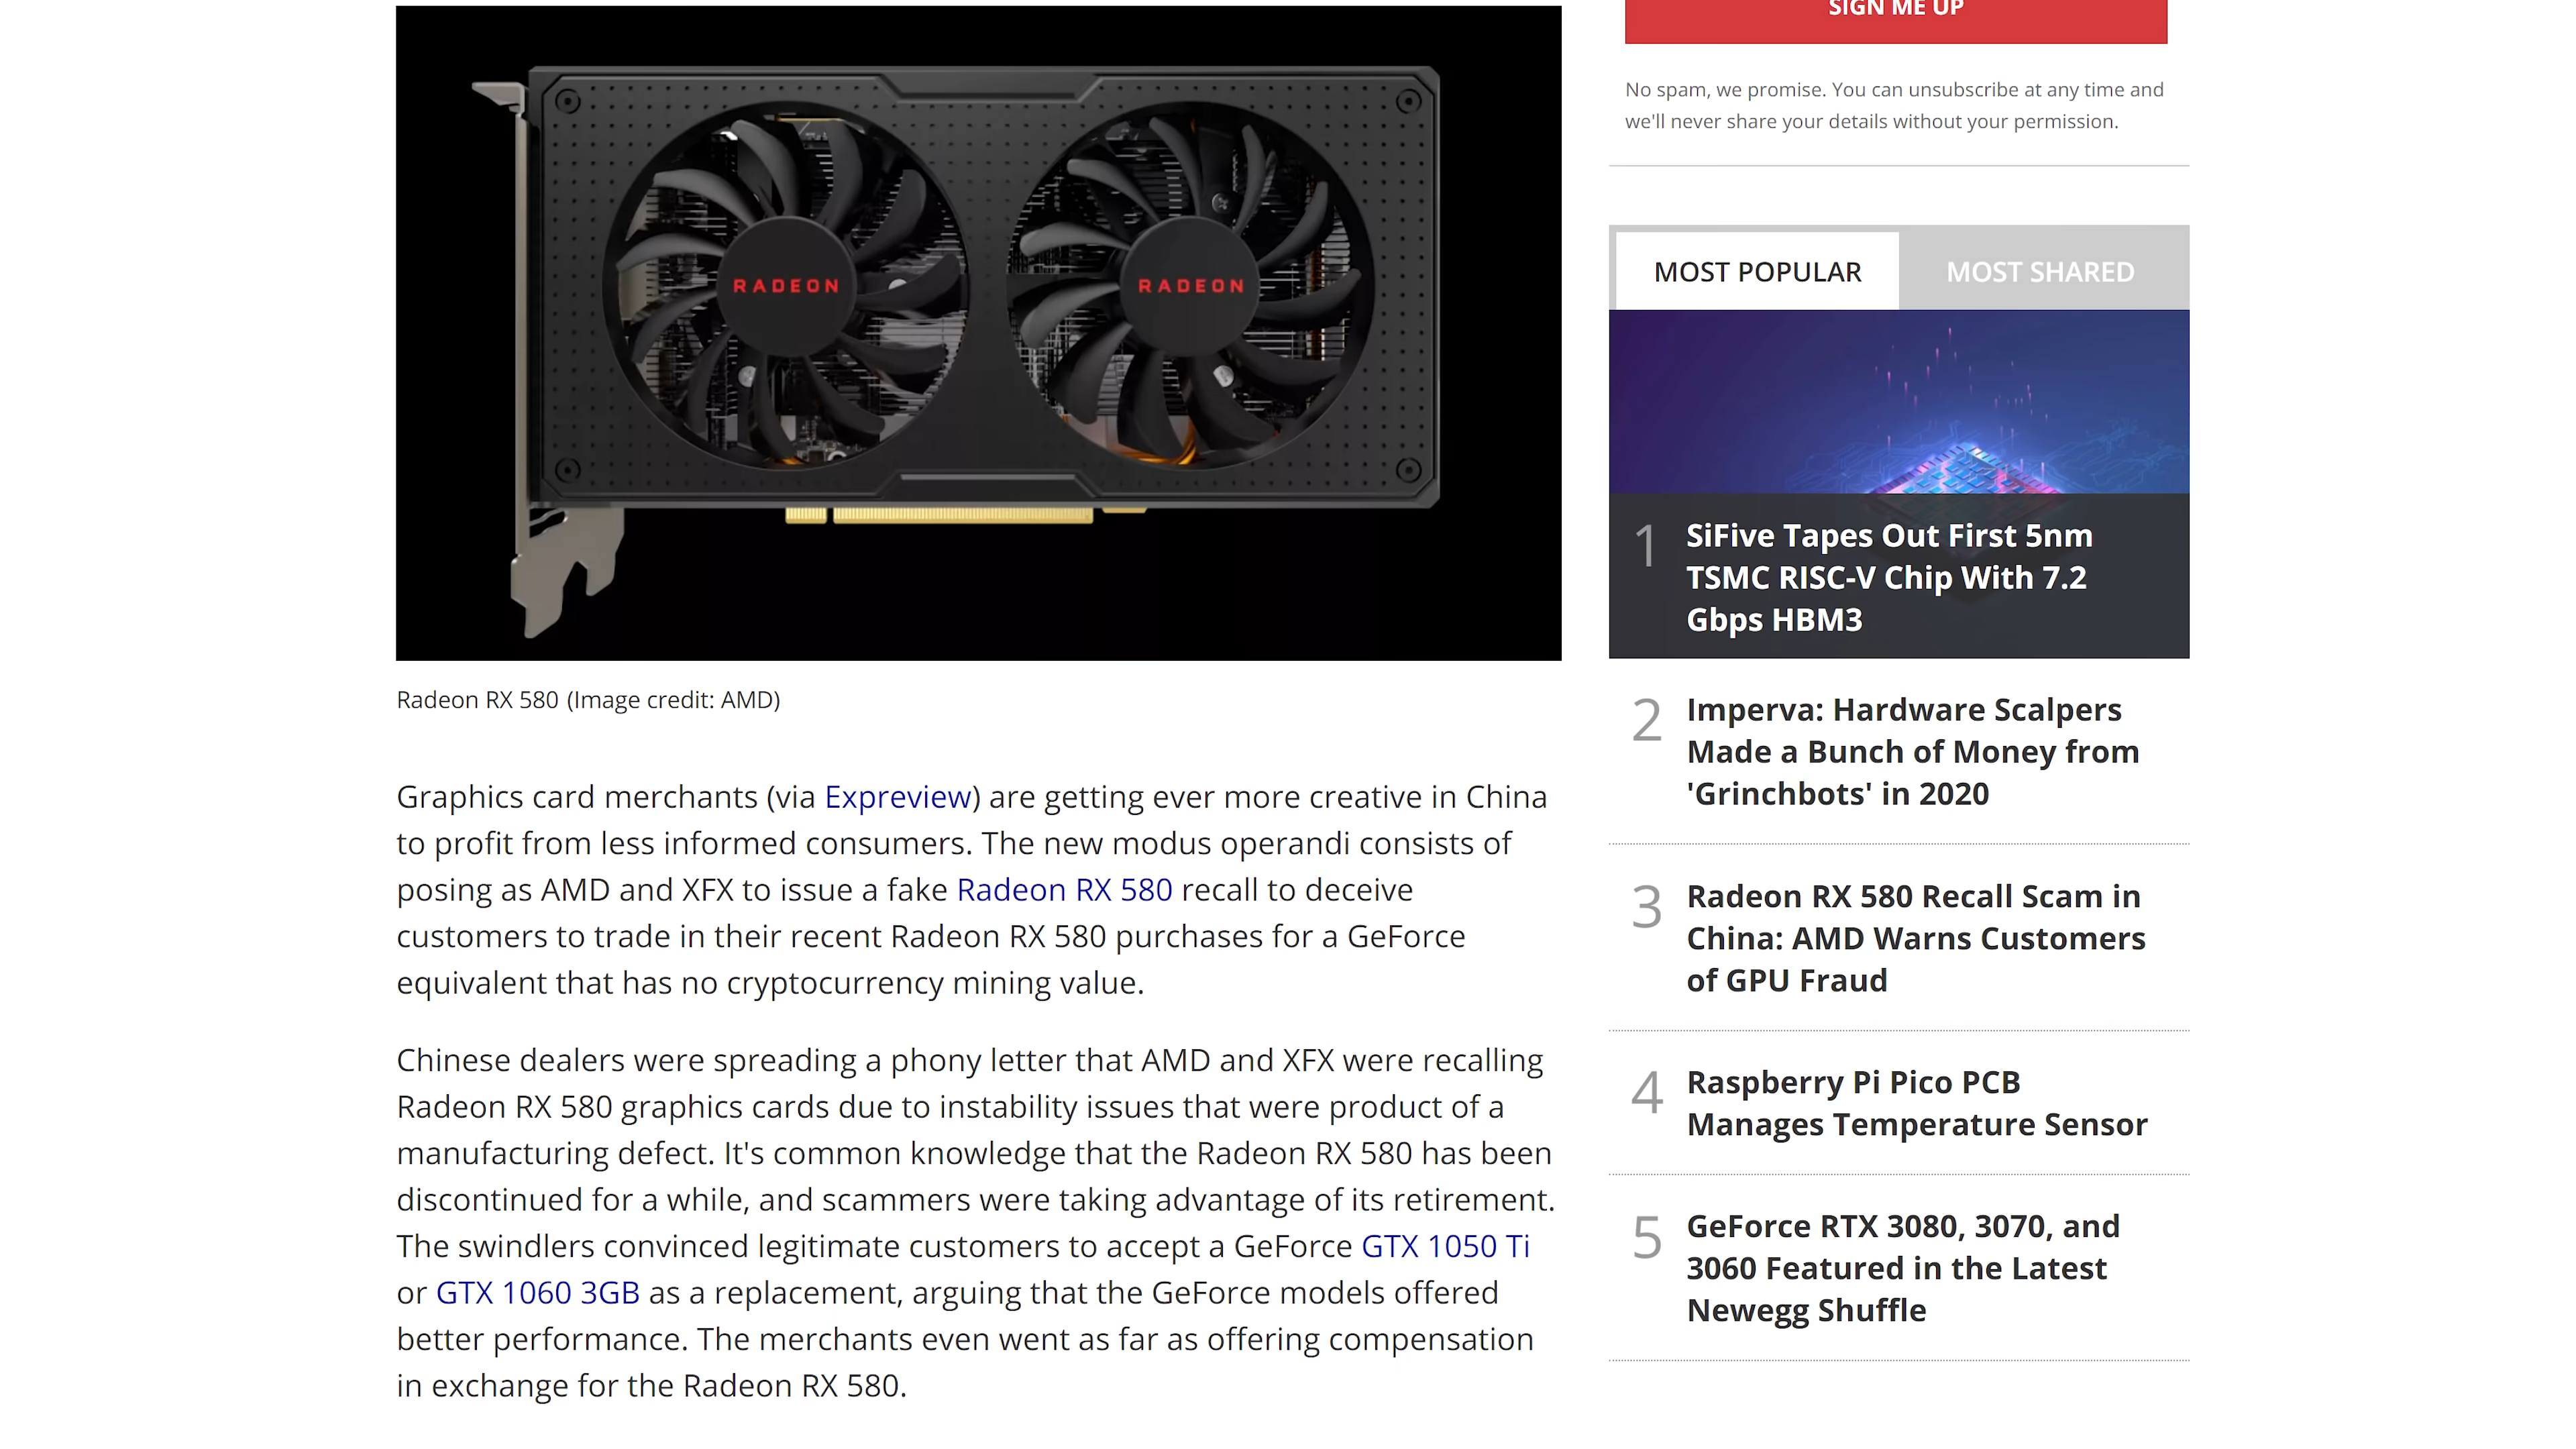 RADEON
RADEON
Radeon RX 580 (Image credit: AMD)
Graphics card merchants (via Expreview) are getting ever more creative in China
to profit from less informed consumers. The new modus operandi consists of
posing as AMD and XFX to issue a fake Radeon RX 580 recall to deceive
customers to trade in their recent Radeon RX 580 purchases for a GeForce
equivalent that has no cryptocurrency mining value.
Chinese dealers were spreading a phony letter that AMD and XFX were recalling
Radeon RX 580 graphics cards due to instability issues that were product of a
manufacturing defect. It's common knowledge that the Radeon RX 580 has been
discontinued for a while, and scammers were taking advantage of its retirement.
The swindlers convinced legitimate customers to accept a GeForce GTX 1050 Ti
or GTX 1060 3GB as a replacement, arguing that the GeForce models offered
better performance. The merchants even went as far as offering compensation
in exchange for the Radeon RX 580.
SIGN ME UP
No spam, we promise. You can unsubscribe at any time and
we'll never share your details without your permission.
MOST POPULAR
MOST SHARED
1 SiFive Tapes Out First 5nm
TSMC RISC-V Chip With 7.2
Gbps HBM3
2 Imperva: Hardware Scalpers
Made a Bunch of Money from
'Grinchbots' in 2020
3 Radeon RX 580 Recall Scam in
China: AMD Warns Customers
of GPU Fraud
4 Raspberry Pi Pico PCB
Manages Temperature Sensor
5 GeForce RTX 3080, 3070, and
3060 Featured in the Latest
Newegg Shuffle